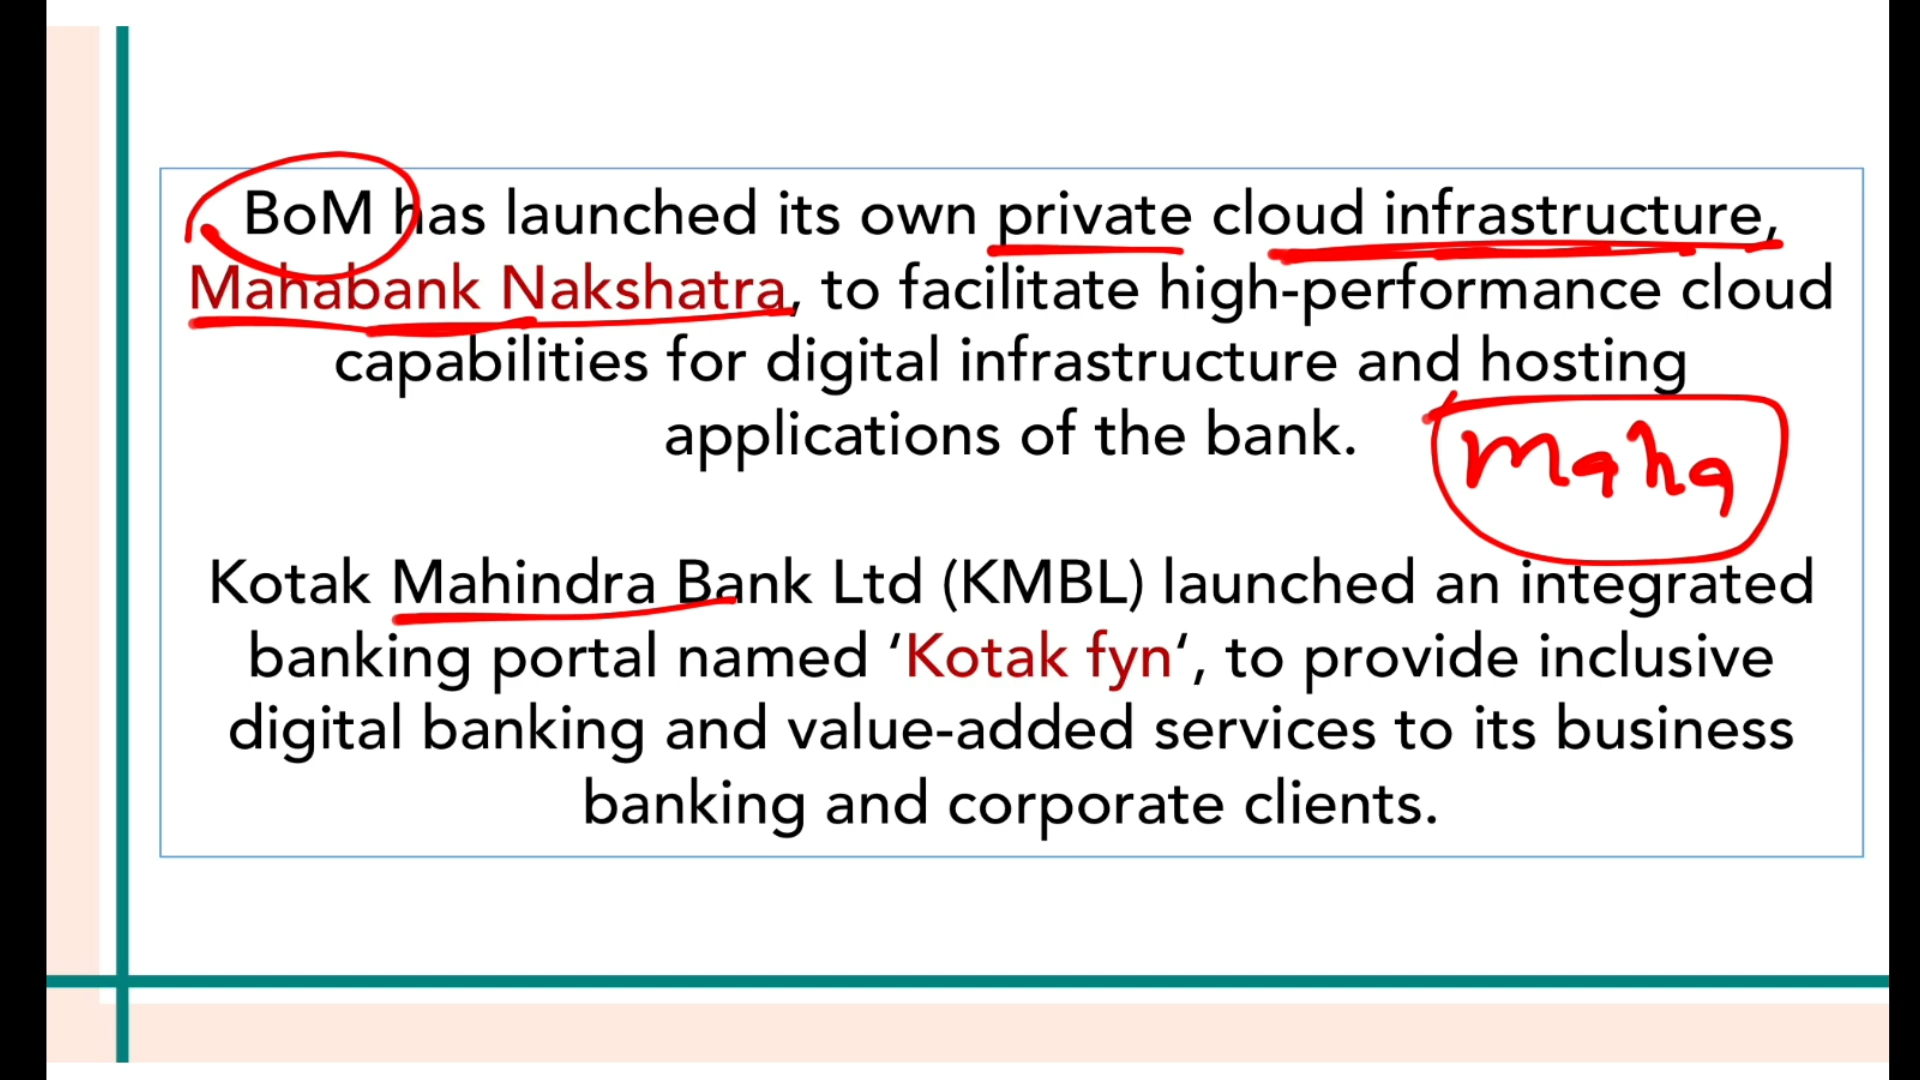 BoM has launched its own private cloud infrastructure,
Mahabank Nakshatra, to facilitate high-performance cloud
capabilities for digital infrastructure and hosting
applications of the bank.
Maha
Kotak Mahindra Bank Ltd (KMBL) launched an integrated
banking portal named ‘Kotak fyn‘, to provide inclusive
digital banking and value-added services to its business
banking and corporate clients.